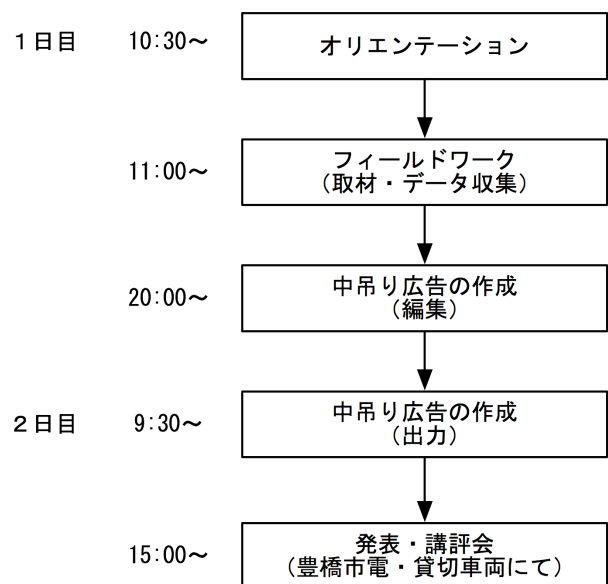 1日目 10:30～ オリエンテーション
11:00～ フィールドワーク
(取材・データ収集)
20:00～ 中吊り広告の作成
(編集)
2日目 9:30～ 中吊り広告の作成
(出力)
15:00～ 発表・講評会
(豊橋市電・貸切車両にて)